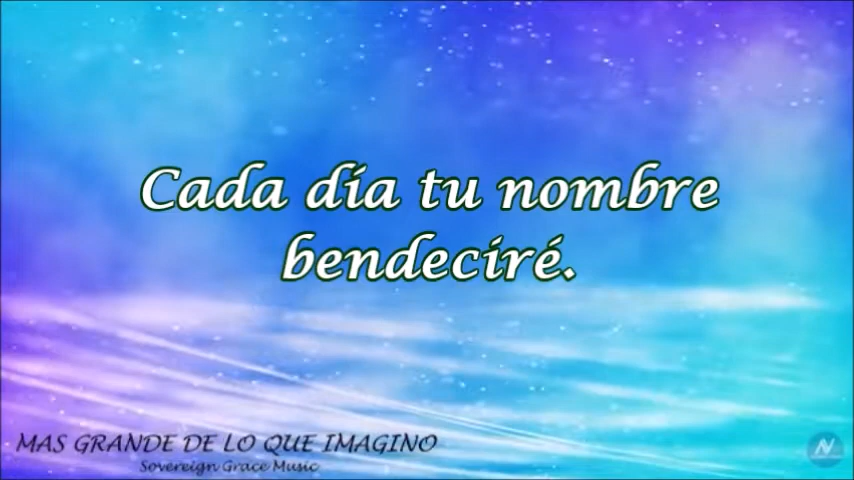 Cada día tu nombre
bendeciré.
MAS GRANDE DE LO QUE IMAGINO
Sovereign Grace Music